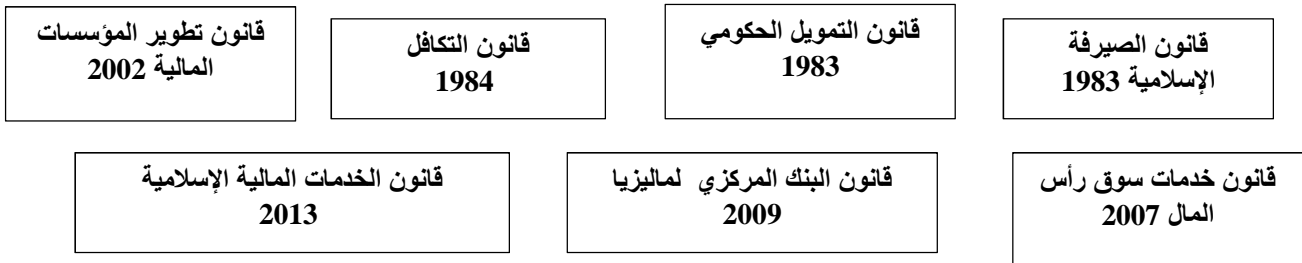 قانون الصيرفة
الإسلامية 1983
قانون التمويل الحكومي
1983
قانون التكافل
1984
قانون تطوير المؤسسات
المالية 2002
قانون خدمات سوق رأس
المال 2007
قانون البنك المركزي لماليزيا
2009
قانون الخدمات المالية الإسلامية
2013